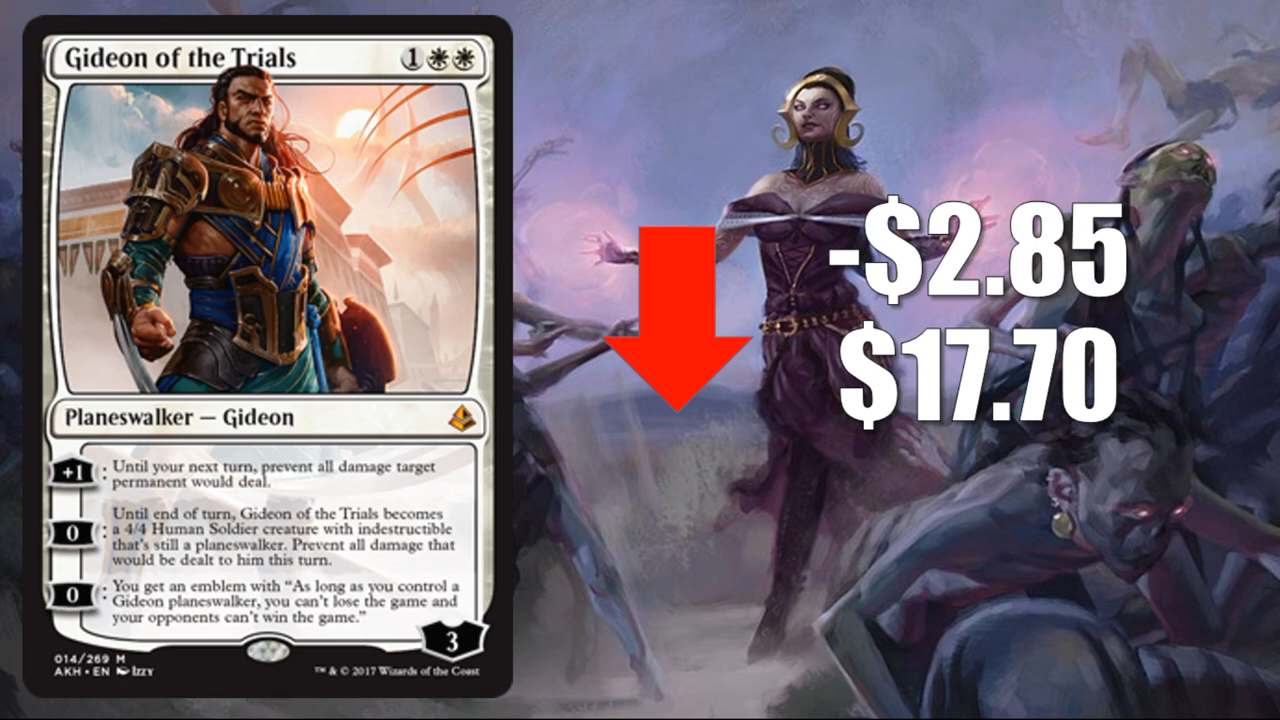 Gideon of the Trials 1
Planeswalker — Gideon
+1 : Until your next turn, prevent all damage target
permanent would deal.
0 : Until end of turn, Gideon of the Trials becomes
a 4/4 Human Soldier creature with indestructible
that's still a planeswalker. Prevent all damage that
would be dealt to him this turn.
0 : You get an emblem with “As long as you control a
Gideon planeswalker, you can't lose the game and
your opponents can't win the game.”
3
014/269 M
AKH • EN Izzy
™ & © 2017 Wizards of the Coast
-$2.85
$17.70